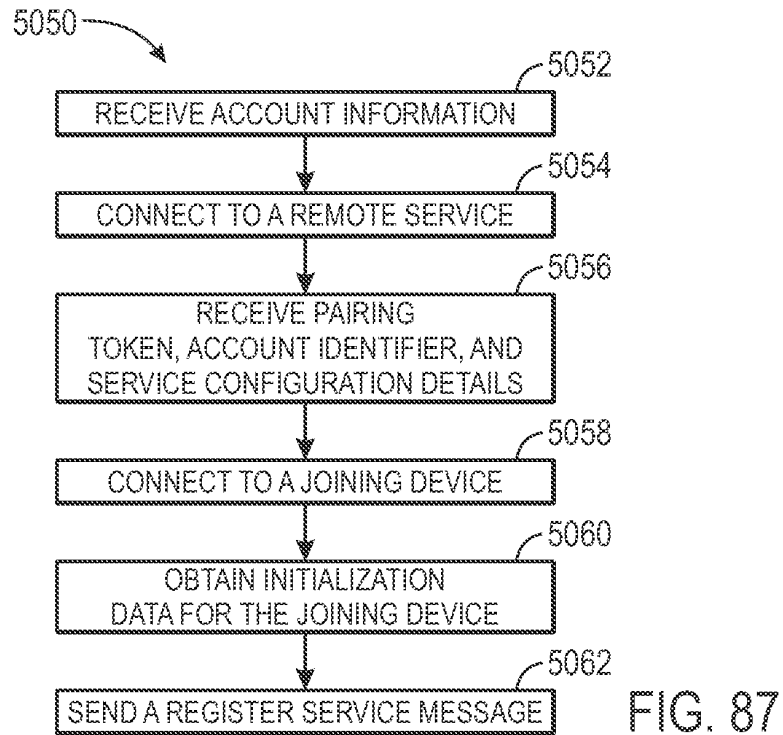 5050
5052
RECEIVE ACCOUNT INFORMATION
5054
CONNECT TO A REMOTE SERVICE
5056
RECEIVE PAIRING
TOKEN, ACCOUNT IDENTIFIER, AND
SERVICE CONFIGURATION DETAILS
5058
CONNECT TO A JOINING DEVICE
5060
OBTAIN INITIALIZATION
DATA FOR THE JOINING DEVICE
5062
SEND A REGISTER SERVICE MESSAGE
FIG. 87